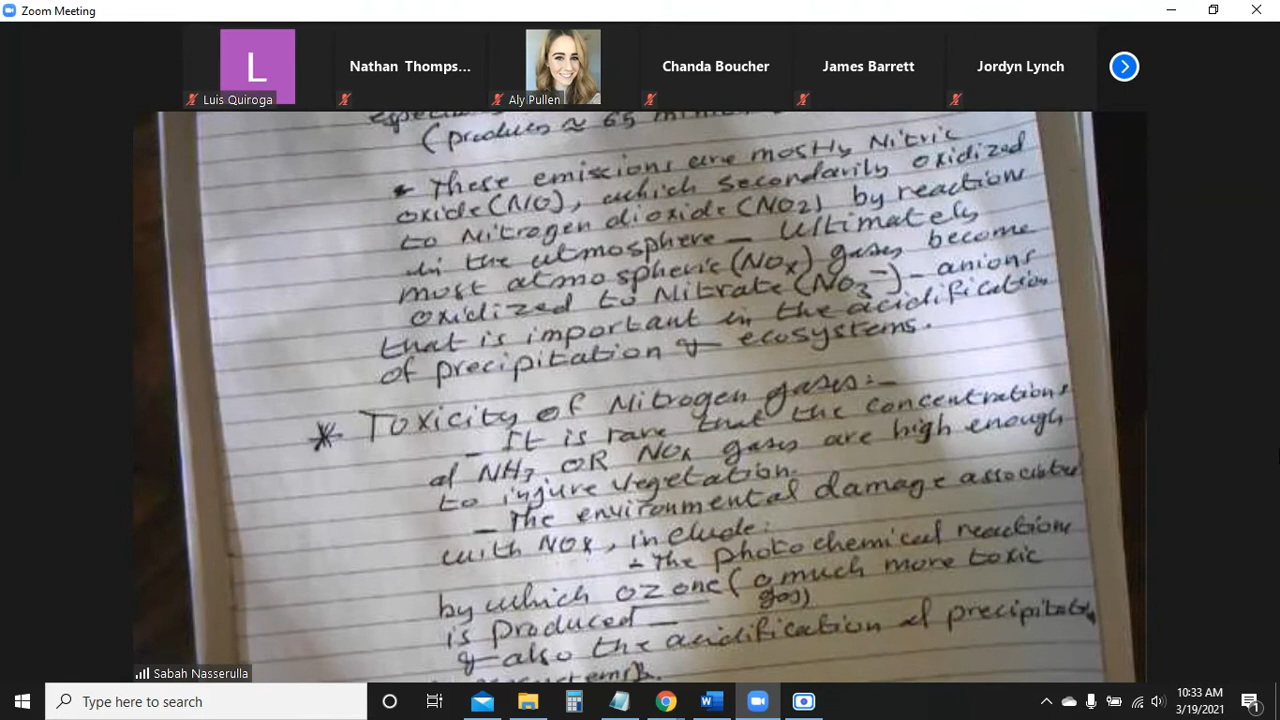 Zoom Meeting
L
Luis Quiroga
Nathan Thomps...
Aly Pullen
Chanda Boucher
James Barrett
Jordyn Lynch
(produces ≈ 65
These emissions are mostly Nitric
oxide (NO), which secondarily oxidized
to Nitrogen dioxide (NO2) by reactions
in the atmosphere — Ultimately
most atmospheric (NOx) gases become
oxidized to Nitrate (NO3-) - anions
that is important in the acidification
of precipitation & ecosystems.
* Toxicity of Nitrogen gases:-
- It is rare that the concentrations
of NH3 OR NOx gases are high enough
to injure vegetation.
- The environmental damage associated
with NOx, include:
- The photochemical reaction
by which ozone (a much more toxic
gas)
is produced —
& also the acidification of precipitation
Sabah Nasserulla
Type here to search
10:33 AM
3/19/2021
1